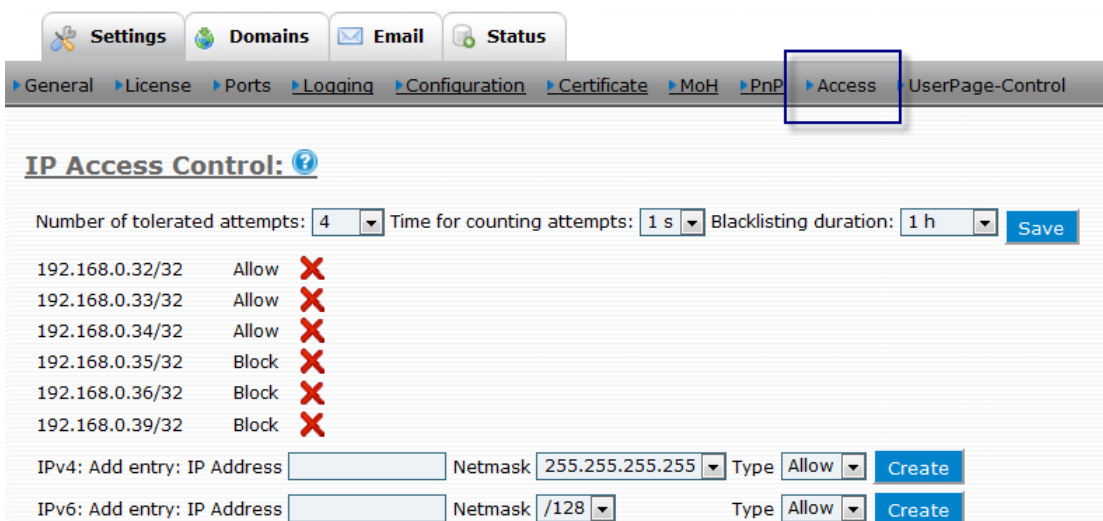 Settings Domains Email Status
General License Ports Logging Configuration Certificate MoH PnP Access UserPage-Control
IP Access Control: ?
Number of tolerated attempts: 4 Time for counting attempts: 1 s Blacklisting duration: 1 h Save
192.168.0.32/32 Allow
192.168.0.33/32 Allow
192.168.0.34/32 Allow
192.168.0.35/32 Block
192.168.0.36/32 Block
192.168.0.39/32 Block
IPv4: Add entry: IP Address Netmask 255.255.255.255 Type Allow Create
IPv6: Add entry: IP Address Netmask /128 Type Allow Create